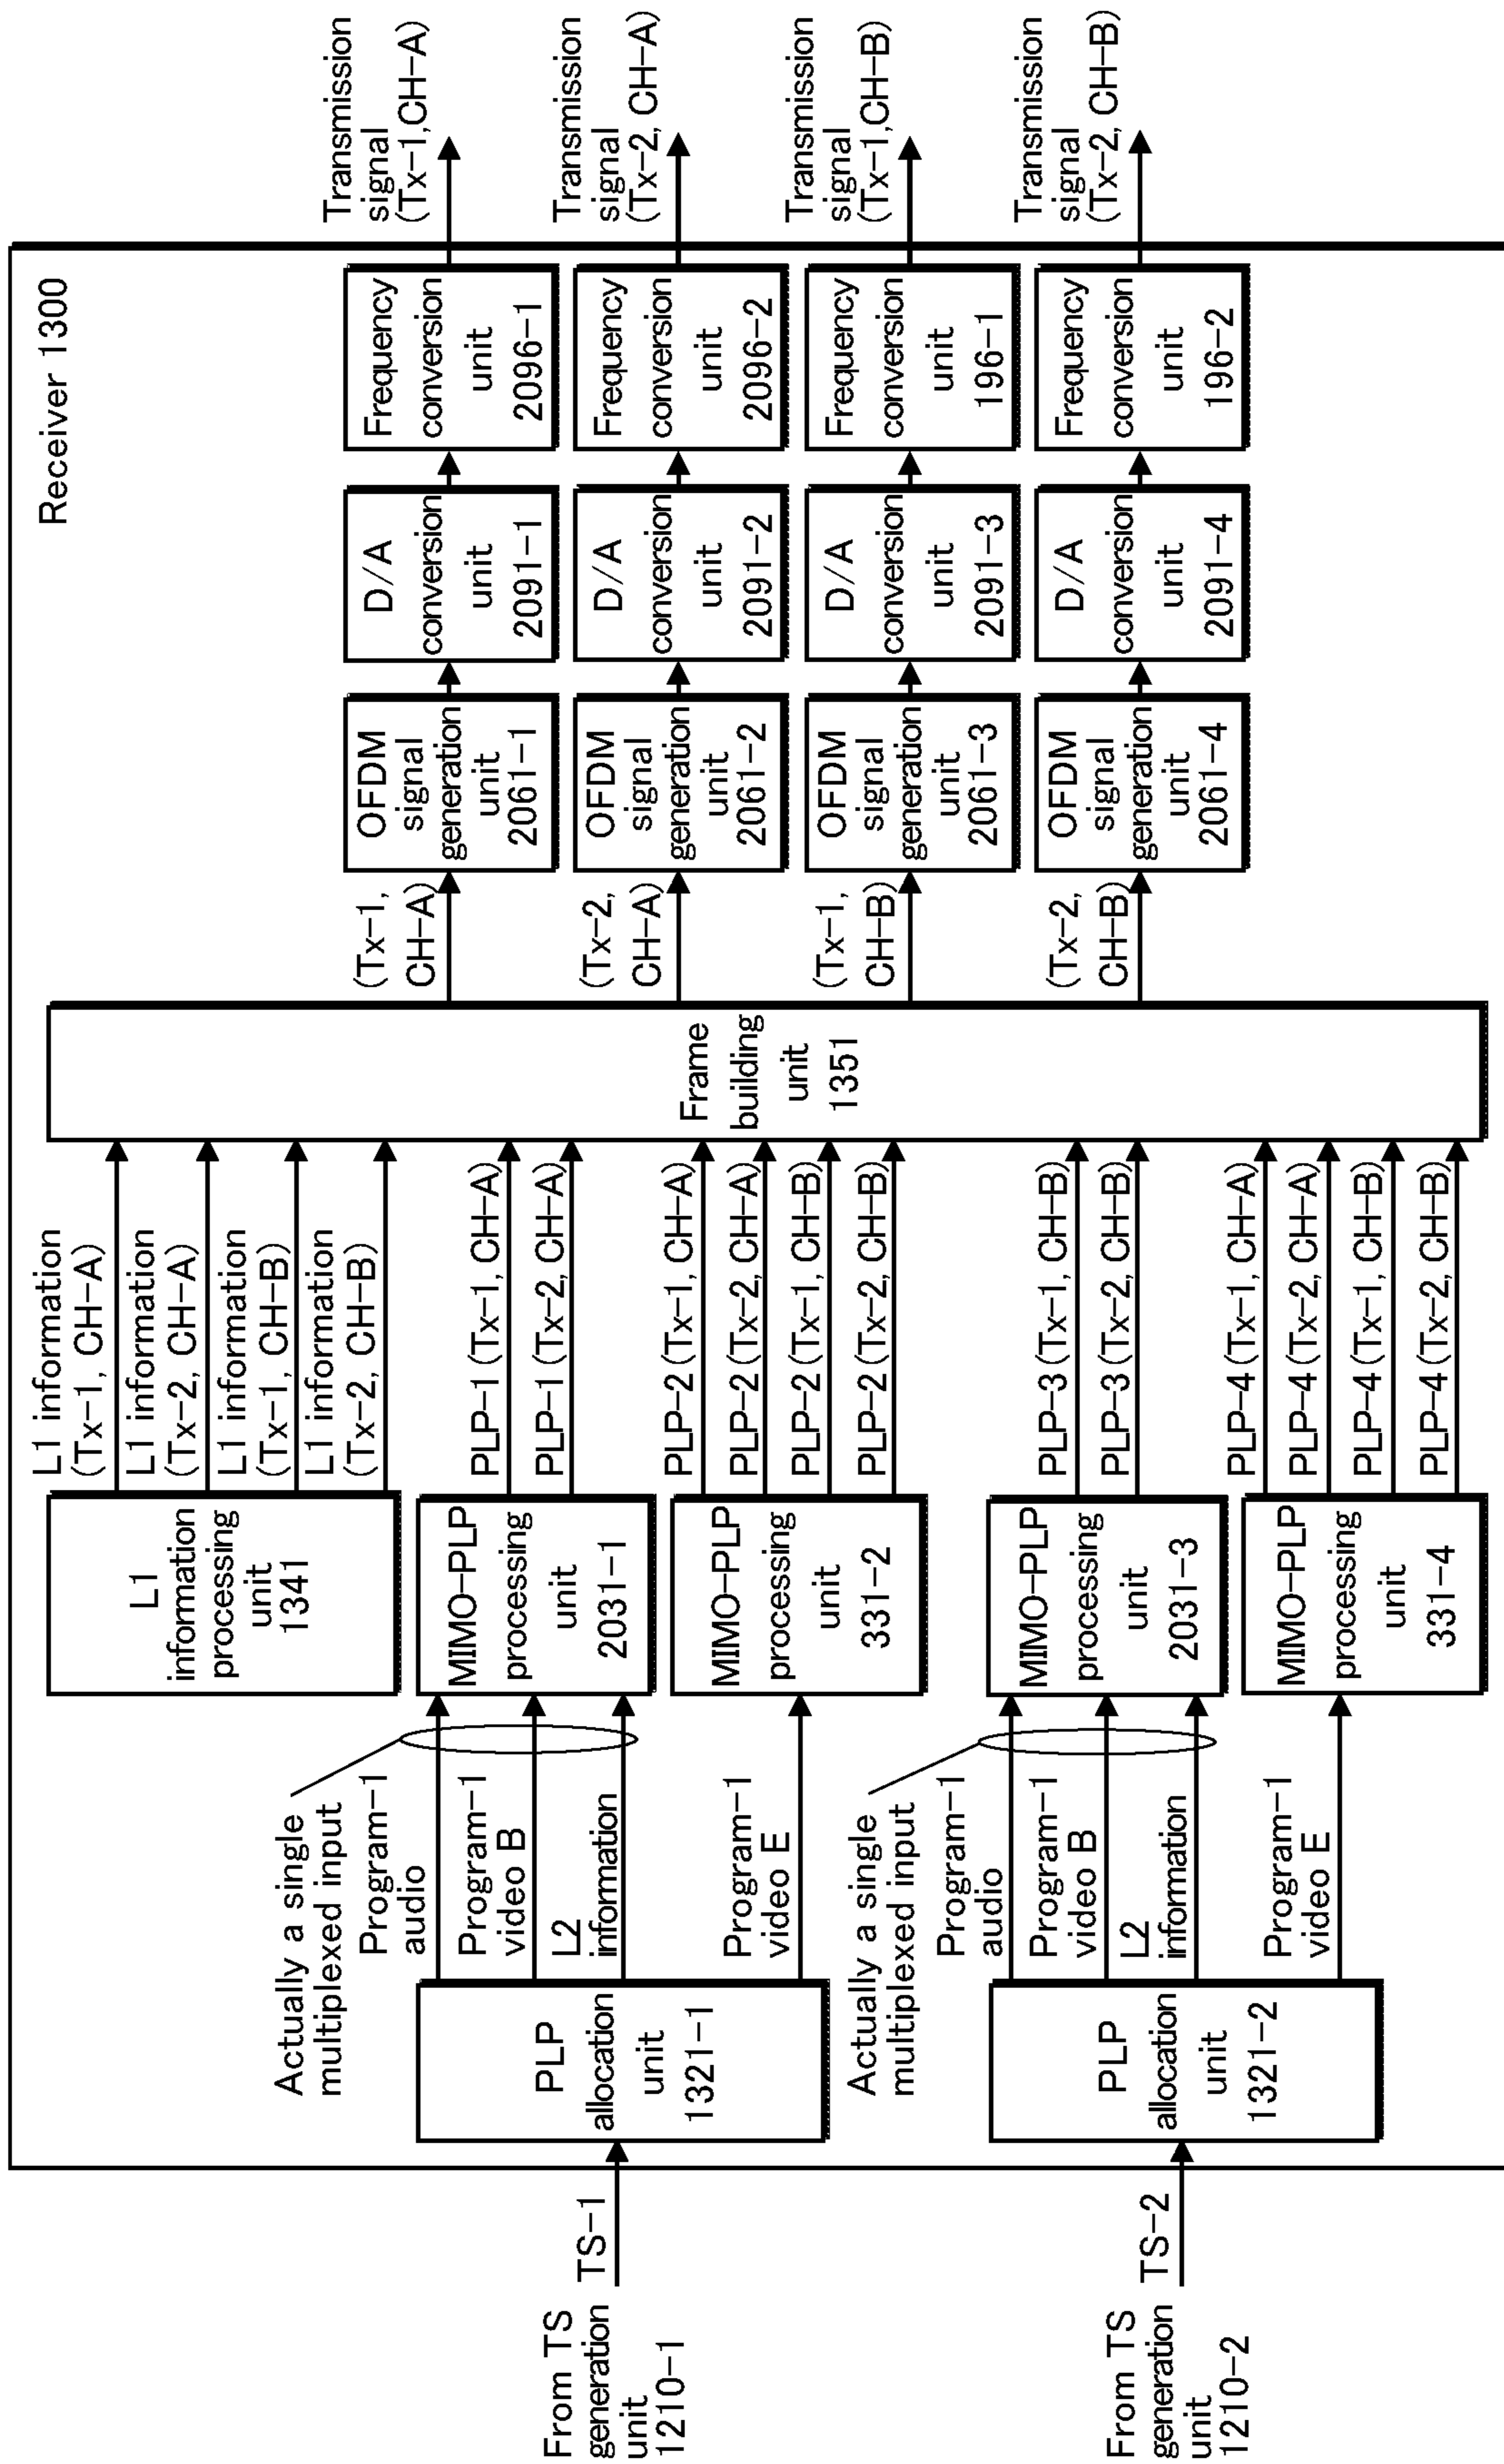 Receiver 1300
From TS
generation
unit
1210-1
TS-1
PLP
allocation
unit
1321-1
Actually a single
multiplexed input
Program-1
audio
Program-1
video B
L2
information
Program-1
video E
From TS
generation
unit
1210-2
TS-2
PLP
allocation
unit
1321-2
Actually a single
multiplexed input
Program-1
audio
Program-1
video B
L2
information
Program-1
video E
L1
information
processing
unit
1341
MIMO-PLP
processing
unit
2031-1
MIMO-PLP
processing
unit
331-2
MIMO-PLP
processing
unit
2031-3
MIMO-PLP
processing
unit
331-4
L1 information
(Tx-1, CH-A)
L1 information
(Tx-2, CH-A)
L1 information
(Tx-1, CH-B)
L1 information
(Tx-2, CH-B)
PLP-1 (Tx-1, CH-A)
PLP-1 (Tx-2, CH-A)
PLP-2 (Tx-1, CH-A)
PLP-2 (Tx-2, CH-A)
PLP-2 (Tx-1, CH-B)
PLP-2 (Tx-2, CH-B)
PLP-3 (Tx-1, CH-B)
PLP-3 (Tx-2, CH-B)
PLP-4 (Tx-1, CH-A)
PLP-4 (Tx-2, CH-A)
PLP-4 (Tx-1, CH-B)
PLP-4 (Tx-2, CH-B)
Frame
building
unit
1351
(Tx-1,
CH-A)
OFDM
signal
generation
unit
2061-1
D/A
conversion
unit
2091-1
Frequency
conversion
unit
2096-1
Transmission
signal
(Tx-1,CH-A)
(Tx-2,
CH-A)
OFDM
signal
generation
unit
2061-2
D/A
conversion
unit
2091-2
Frequency
conversion
unit
2096-2
Transmission
signal
(Tx-2, CH-A)
(Tx-1,
CH-B)
OFDM
signal
generation
unit
2061-3
D/A
conversion
unit
2091-3
Frequency
conversion
unit
196-1
Transmission
signal
(Tx-1,CH-B)
(Tx-2,
CH-B)
OFDM
signal
generation
unit
2061-4
D/A
conversion
unit
2091-4
Frequency
conversion
unit
196-2
Transmission
signal
(Tx-2, CH-B)